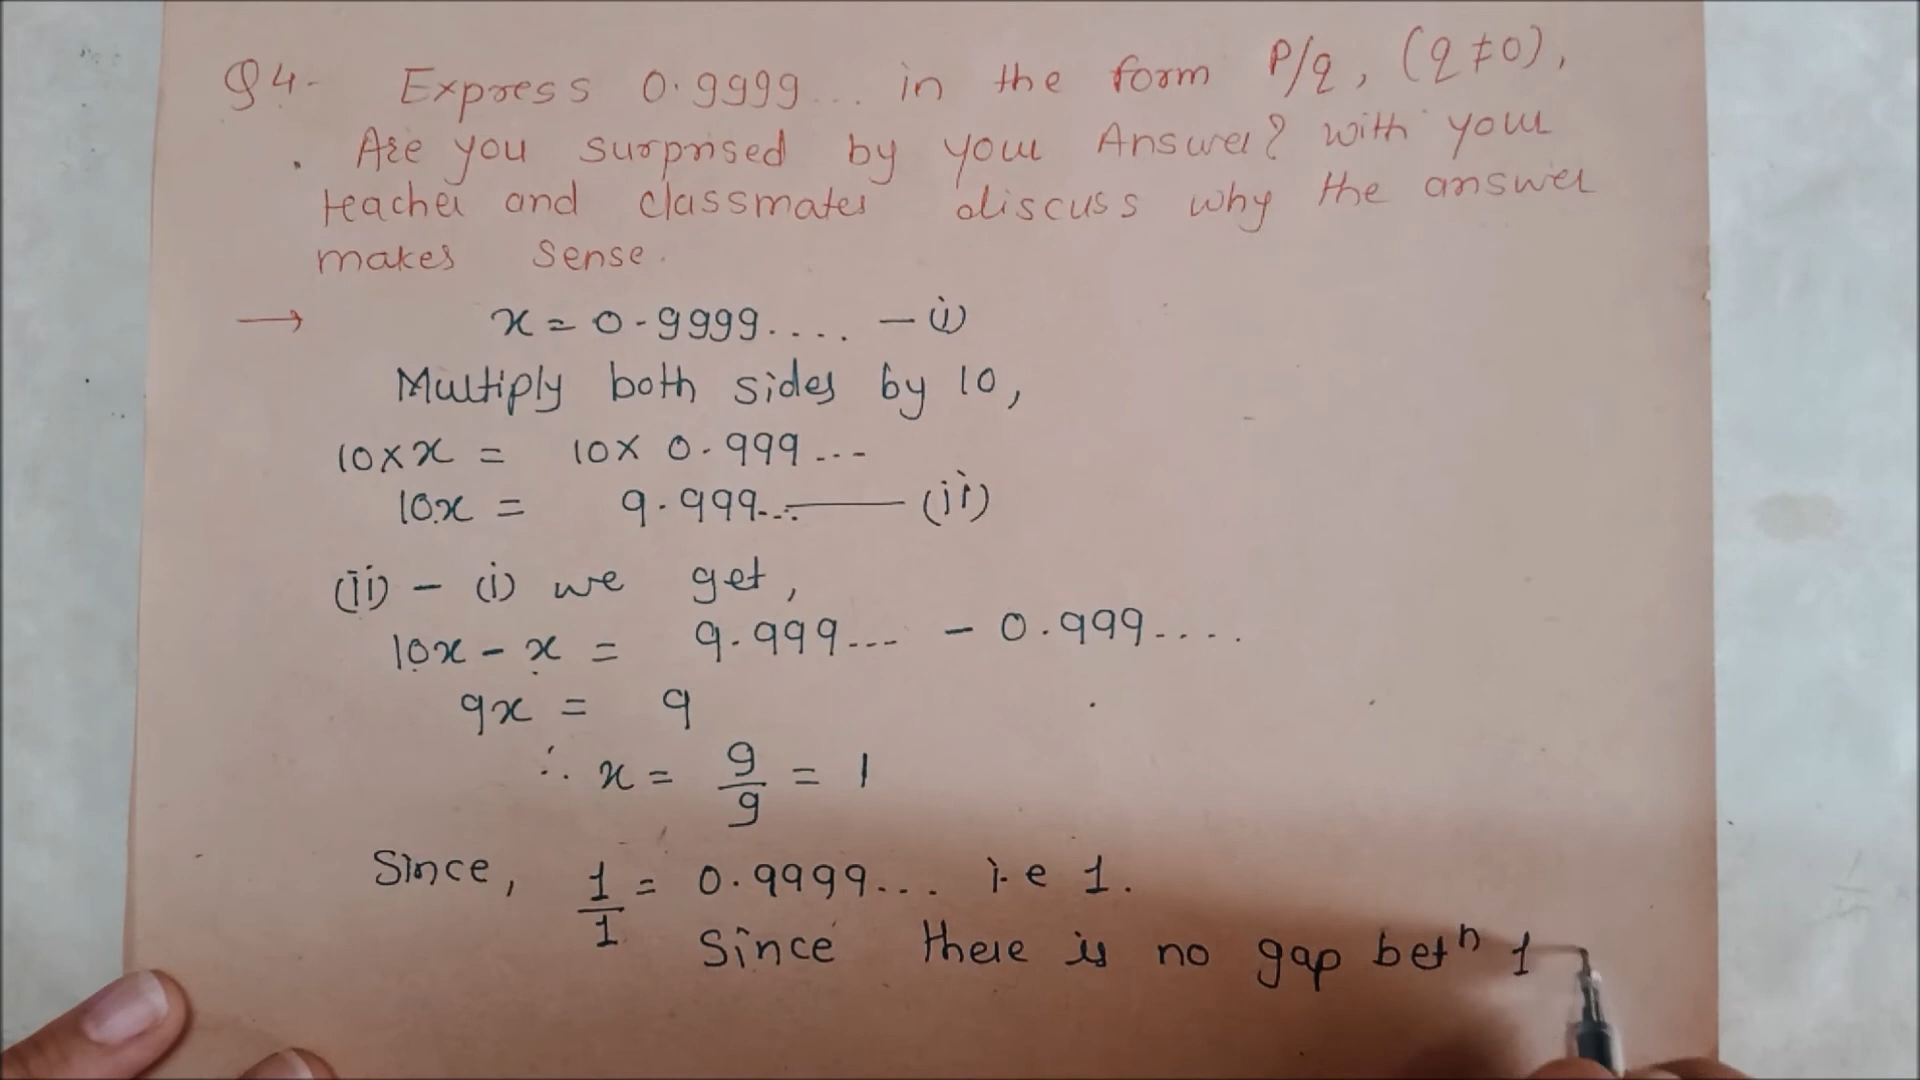 Q4- Express 0.9999... in the form P/q, (q ≠ 0),
Are you surprised by your Answer? with your
teacher and classmates discuss why the answer
makes sense.
→ x = 0.9999.... – (i)
Multiply both sides by 10,
10 × x = 10 × 0.999...
10x = 9.999... —— (ii)
(ii) – (i) we get,
10x – x = 9.999... – 0.999....
9x = 9
∴ x = 9/9 = 1
Since, 1/1 = 0.9999... i.e 1.
Since there is no gap betⁿ 1